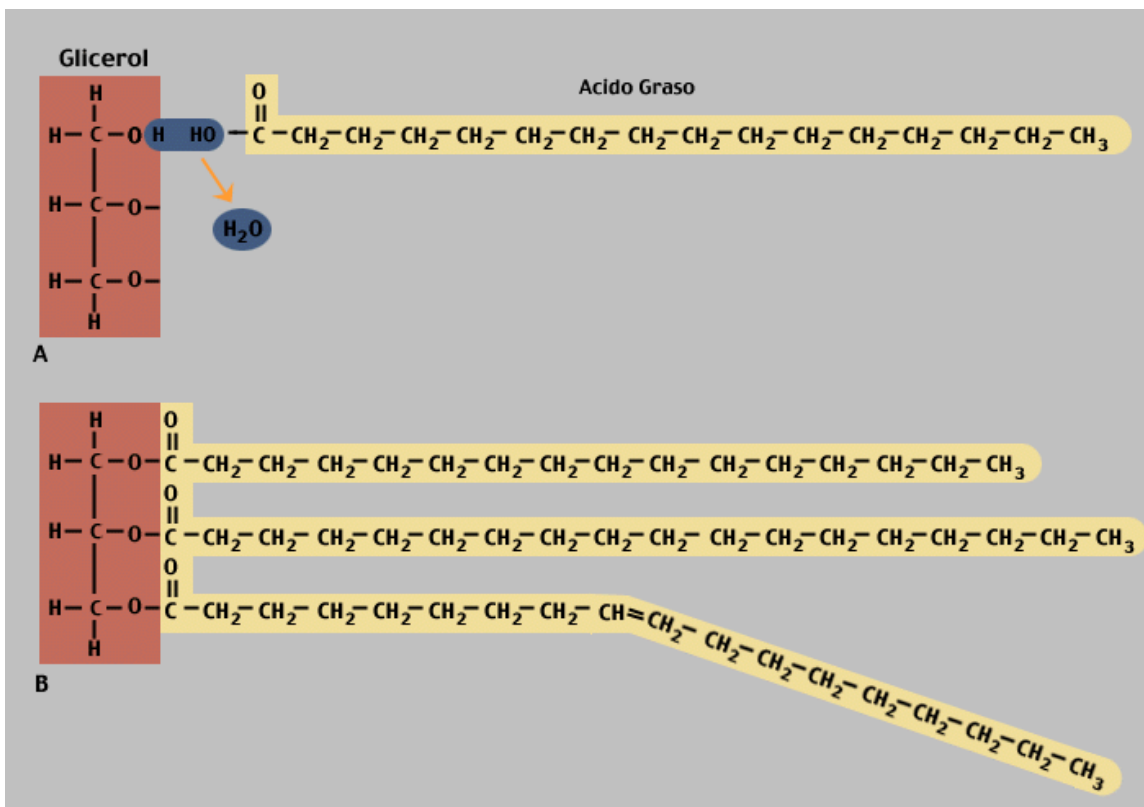 Glicerol
Acido Graso
H O
H–C–O H HO –C CH₂–CH₂–CH₂–CH₂–CH₂–CH₂–CH₂–CH₂–CH₂–CH₂–CH₂–CH₂–CH₂–CH₂–CH₃
H–C–O–
H₂O
H–C–O–
H
A
H O
H–C–O–C–CH₂–CH₂–CH₂–CH₂–CH₂–CH₂–CH₂–CH₂–CH₂–CH₂–CH₂–CH₂–CH₂–CH₂–CH₃
O
H–C–O–C–CH₂–CH₂–CH₂–CH₂–CH₂–CH₂–CH₂–CH₂–CH₂–CH₂–CH₂–CH₂–CH₂–CH₂–CH₂–CH₂–CH₃
O
H–C–O–C–CH₂–CH₂–CH₂–CH₂–CH₂–CH₂–CH₂–CH=CH₂–CH₂–CH₂–CH₂–CH₂–CH₂–CH₂–CH₂–CH₃
H
B